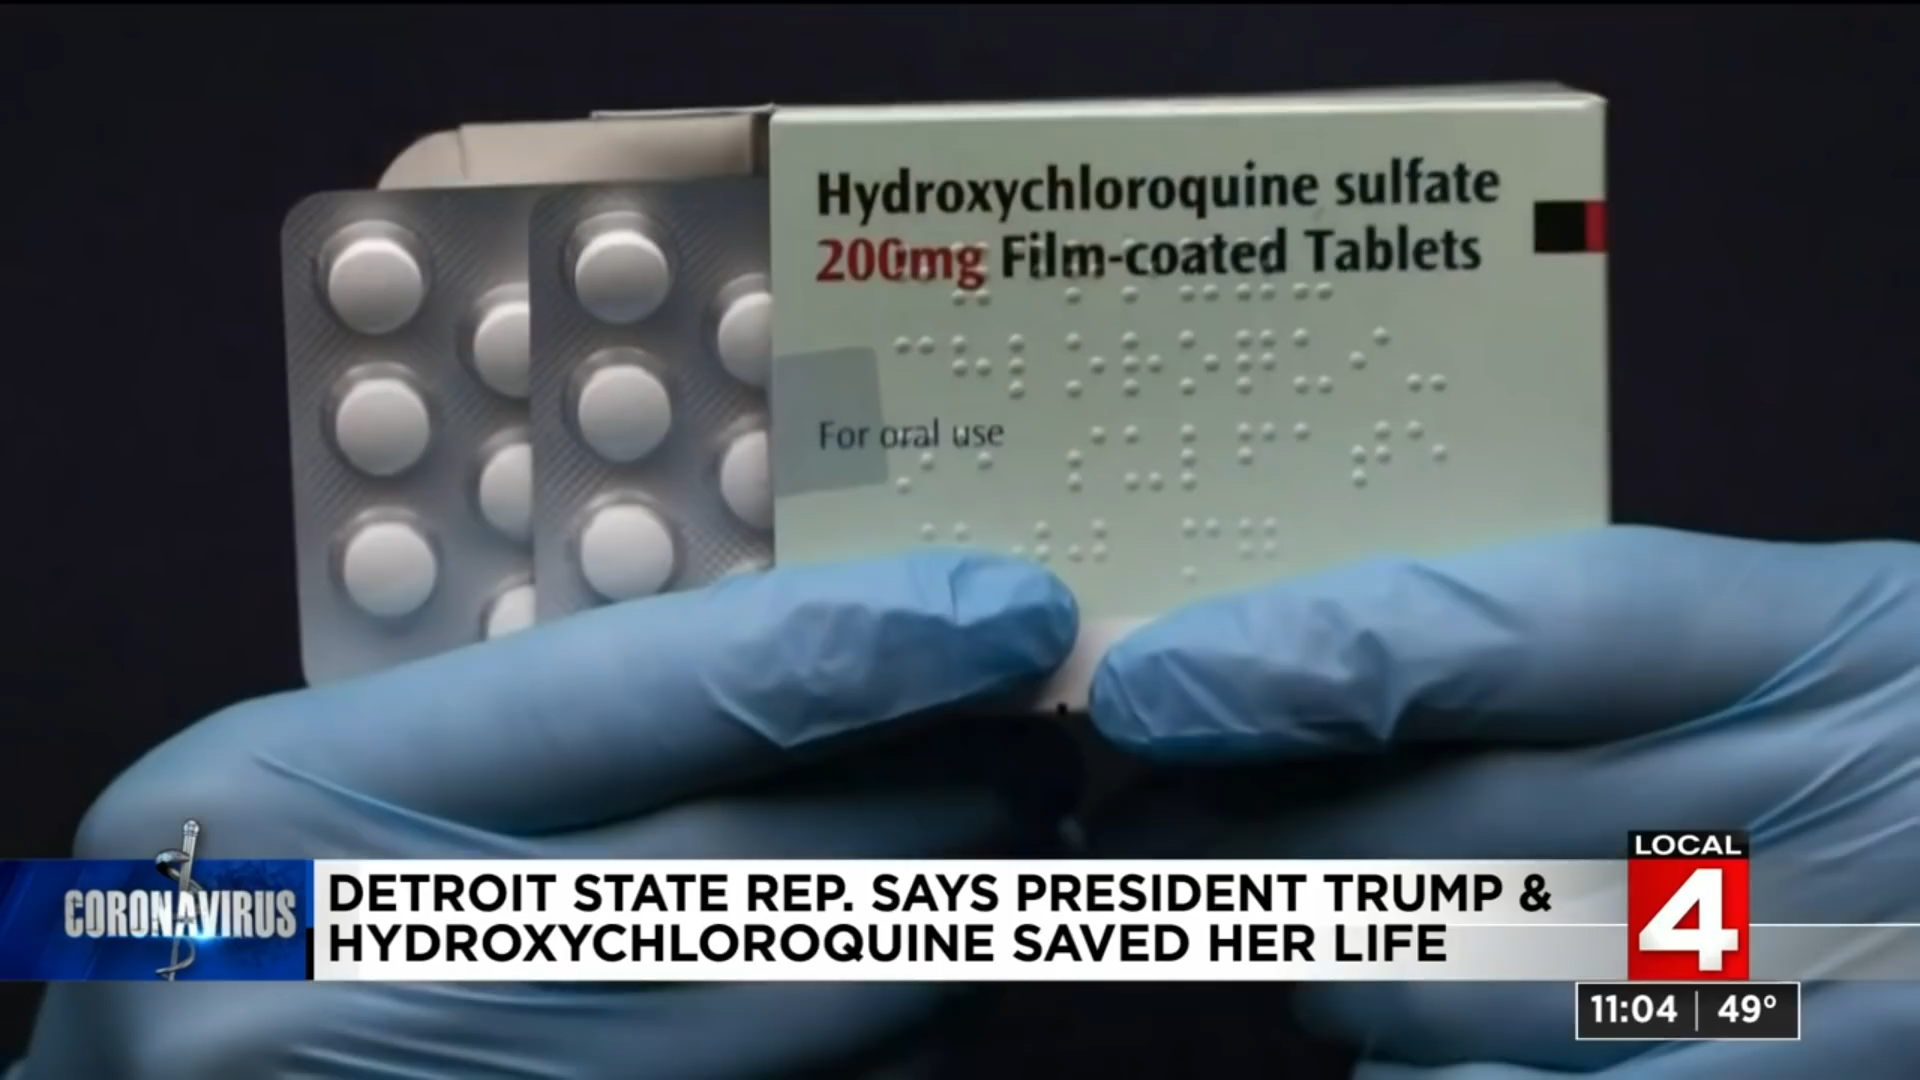 Hydroxychloroquine sulfate
200mg Film-coated Tablets
For oral use
CORONAVIRUS
DETROIT STATE REP. SAYS PRESIDENT TRUMP &
HYDROXYCHLOROQUINE SAVED HER LIFE
LOCAL
4
11:04 | 49°